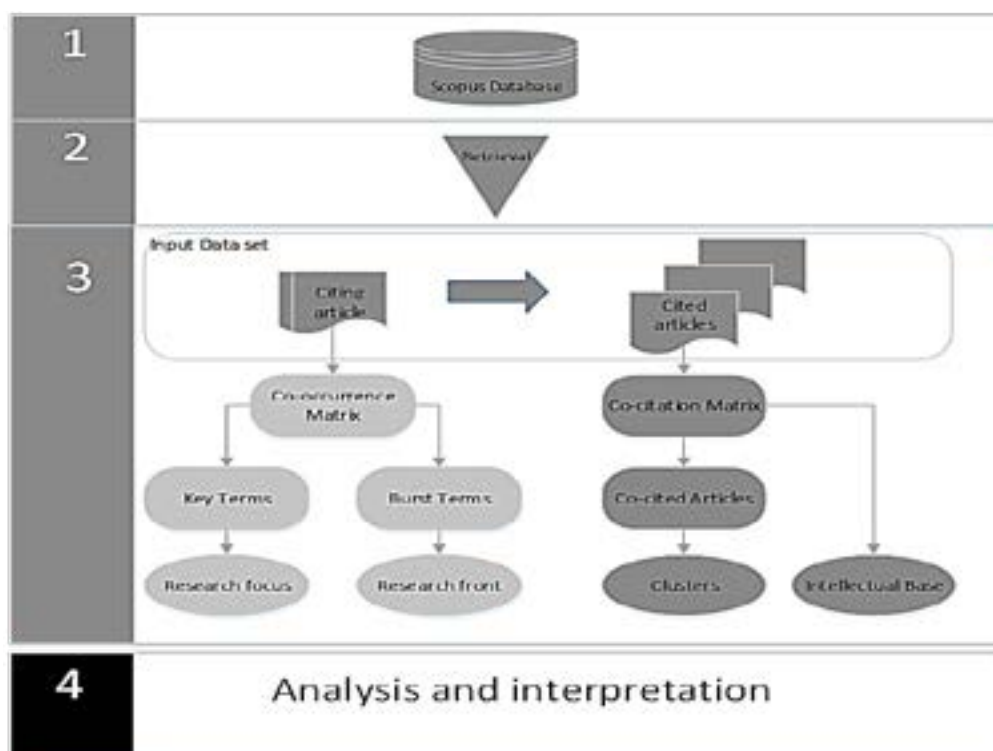 1
Scopus Database
2
Retrieval
3
Input Data set
Citing
article
Cited
articles
Co-occurrence
Matrix
Co-citation Matrix
Key Terms
Burst Terms
Co-cited Articles
Research focus
Research front
Clusters
Intellectual Base
4
Analysis and interpretation